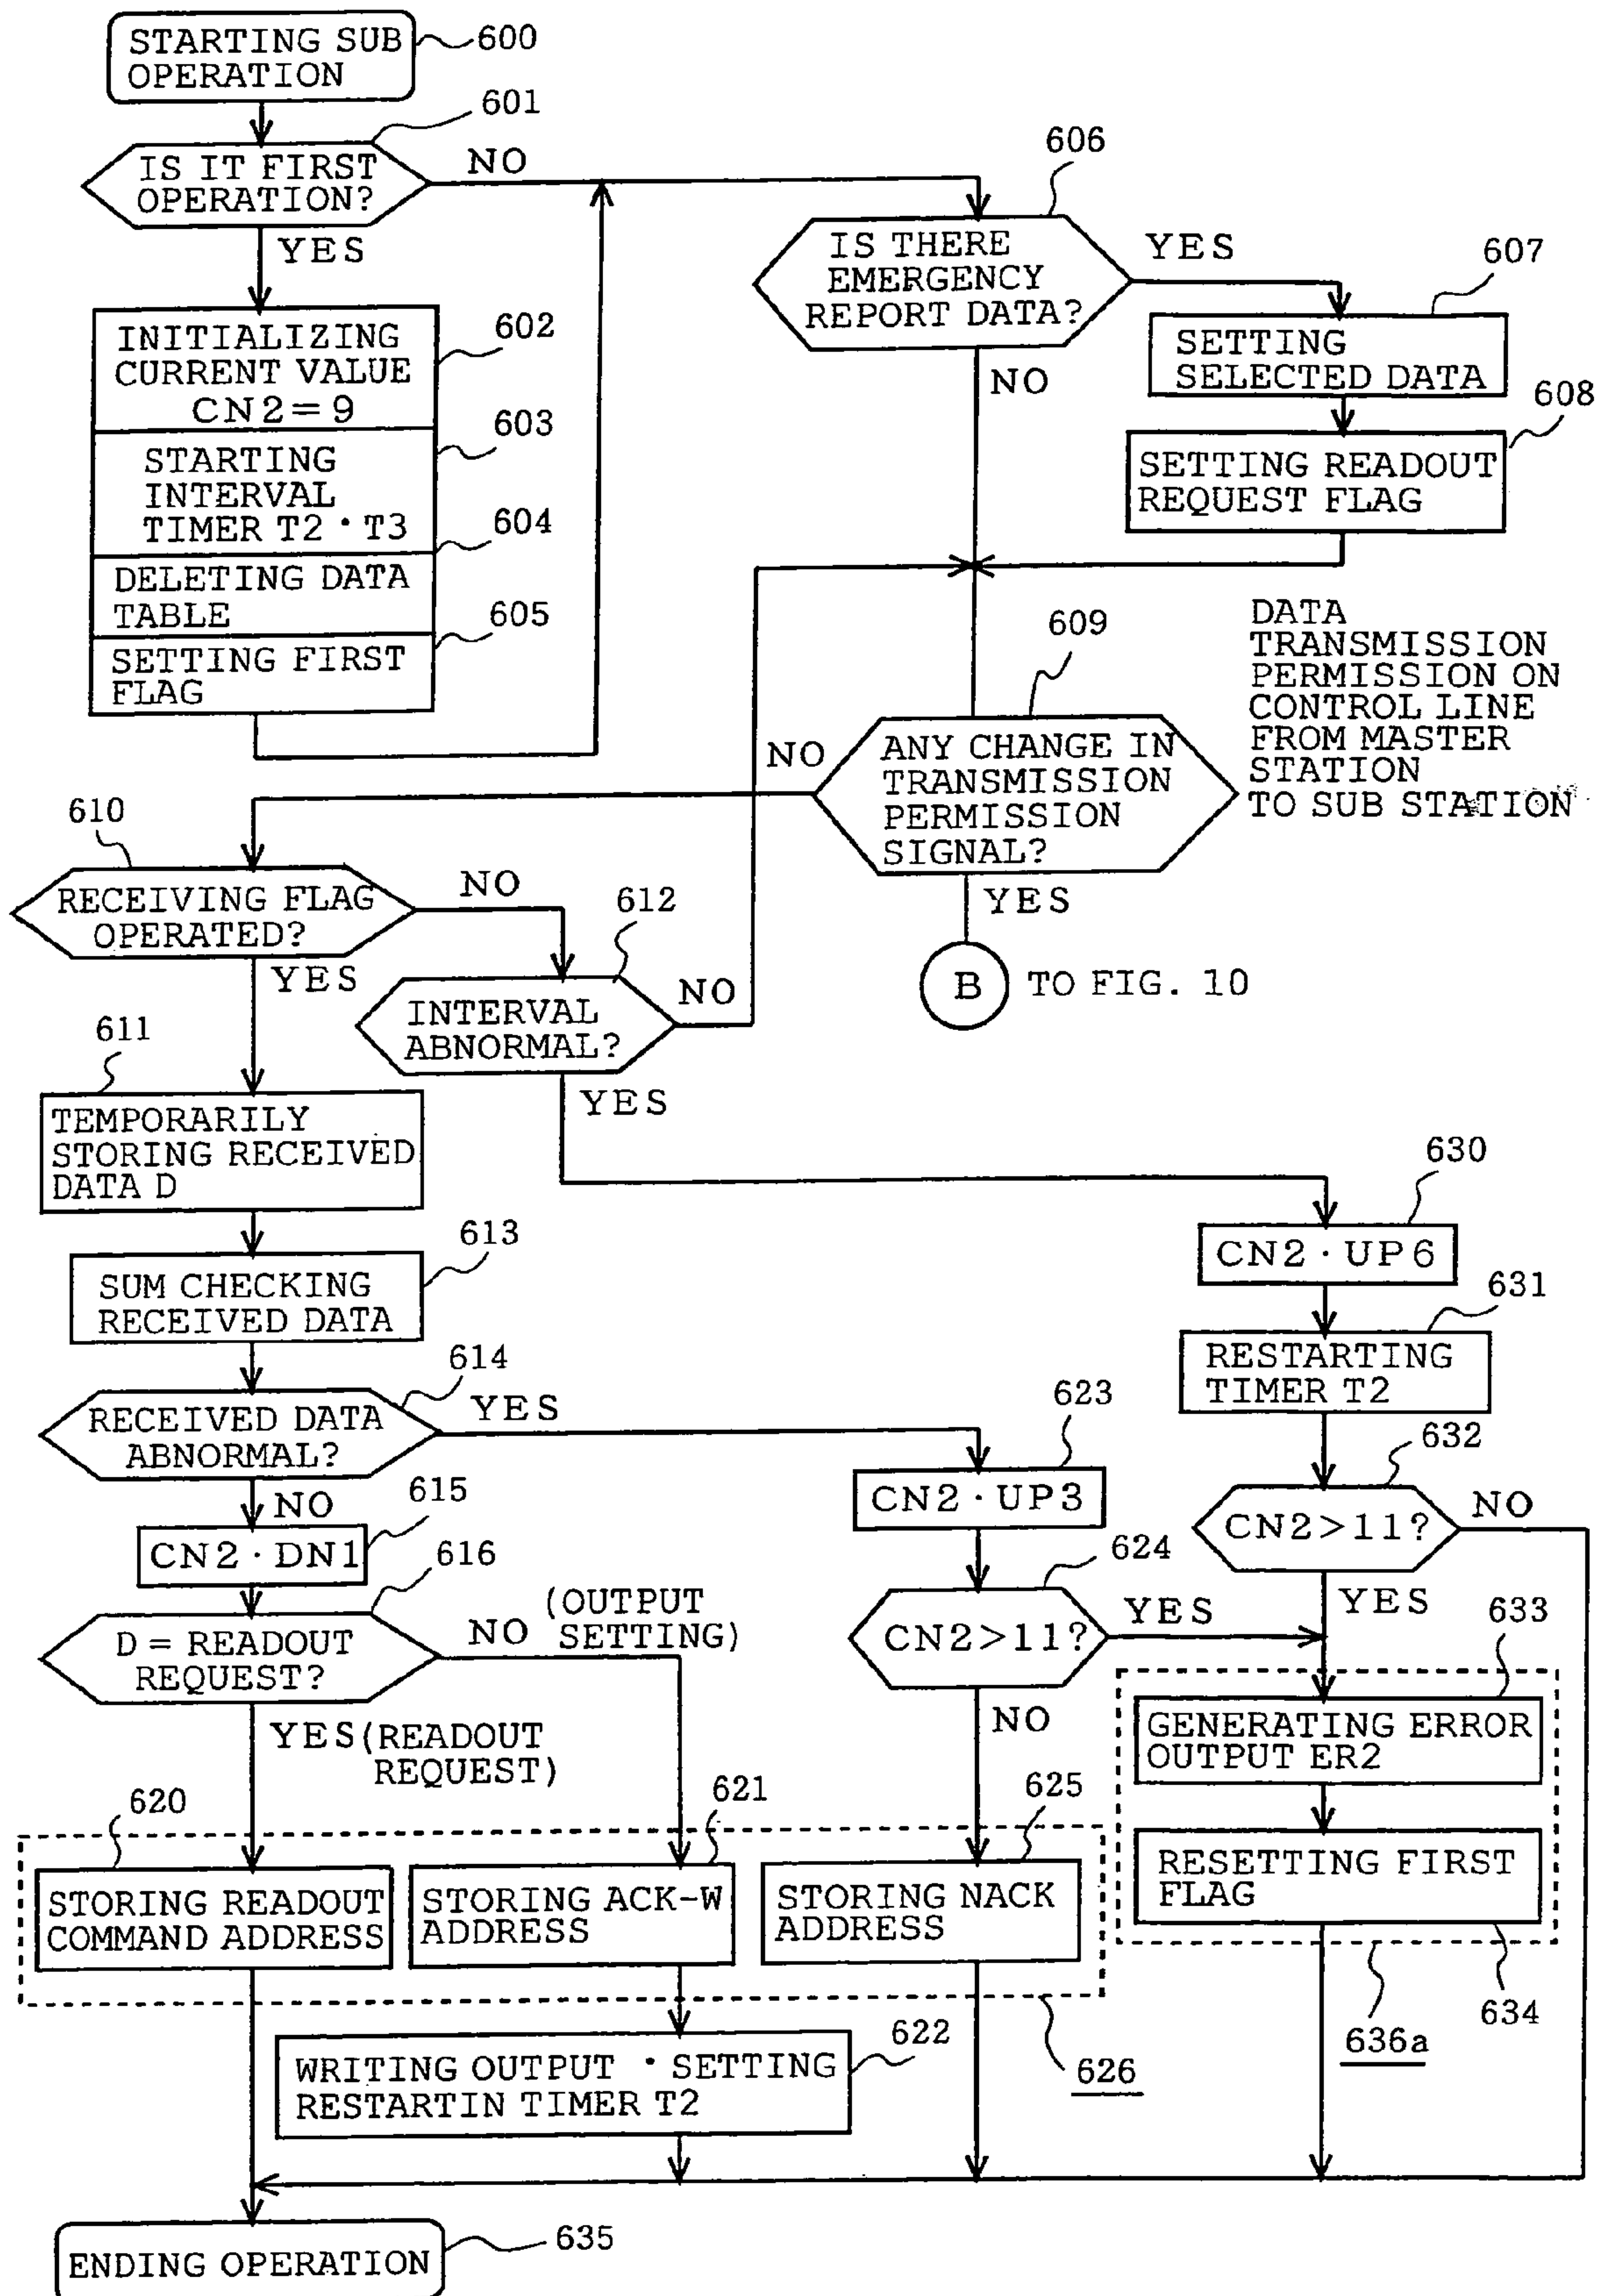 STARTING SUB
OPERATION
600
601
IS IT FIRST
OPERATION?
NO
YES
INITIALIZING
CURRENT VALUE
CN2=9
602
STARTING
INTERVAL
TIMER T2・T3
603
DELETING DATA
TABLE
604
SETTING FIRST
FLAG
605
606
IS THERE
EMERGENCY
REPORT DATA?
YES
NO
607
SETTING
SELECTED DATA
608
SETTING READOUT
REQUEST FLAG
609
ANY CHANGE IN
TRANSMISSION
PERMISSION
SIGNAL?
NO
YES
DATA
TRANSMISSION
PERMISSION ON
CONTROL LINE
FROM MASTER
STATION
TO SUB STATION
B TO FIG. 10
610
RECEIVING FLAG
OPERATED?
NO
YES
612
INTERVAL
ABNORMAL?
NO
YES
611
TEMPORARILY
STORING RECEIVED
DATA D
613
SUM CHECKING
RECEIVED DATA
614
RECEIVED DATA
ABNORMAL?
YES
NO
615
CN2・DN1
616
D = READOUT
REQUEST?
NO (OUTPUT
SETTING)
YES (READOUT
REQUEST)
623
CN2・UP3
624
CN2>11?
YES
NO
630
CN2・UP6
631
RESTARTING
TIMER T2
632
CN2>11?
NO
YES
633
GENERATING ERROR
OUTPUT ER2
RESETTING FIRST
FLAG
634
636a
620
STORING READOUT
COMMAND ADDRESS
621
STORING ACK-W
ADDRESS
625
STORING NACK
ADDRESS
626
622
WRITING OUTPUT ・SETTING
RESTARTIN TIMER T2
ENDING OPERATION
635